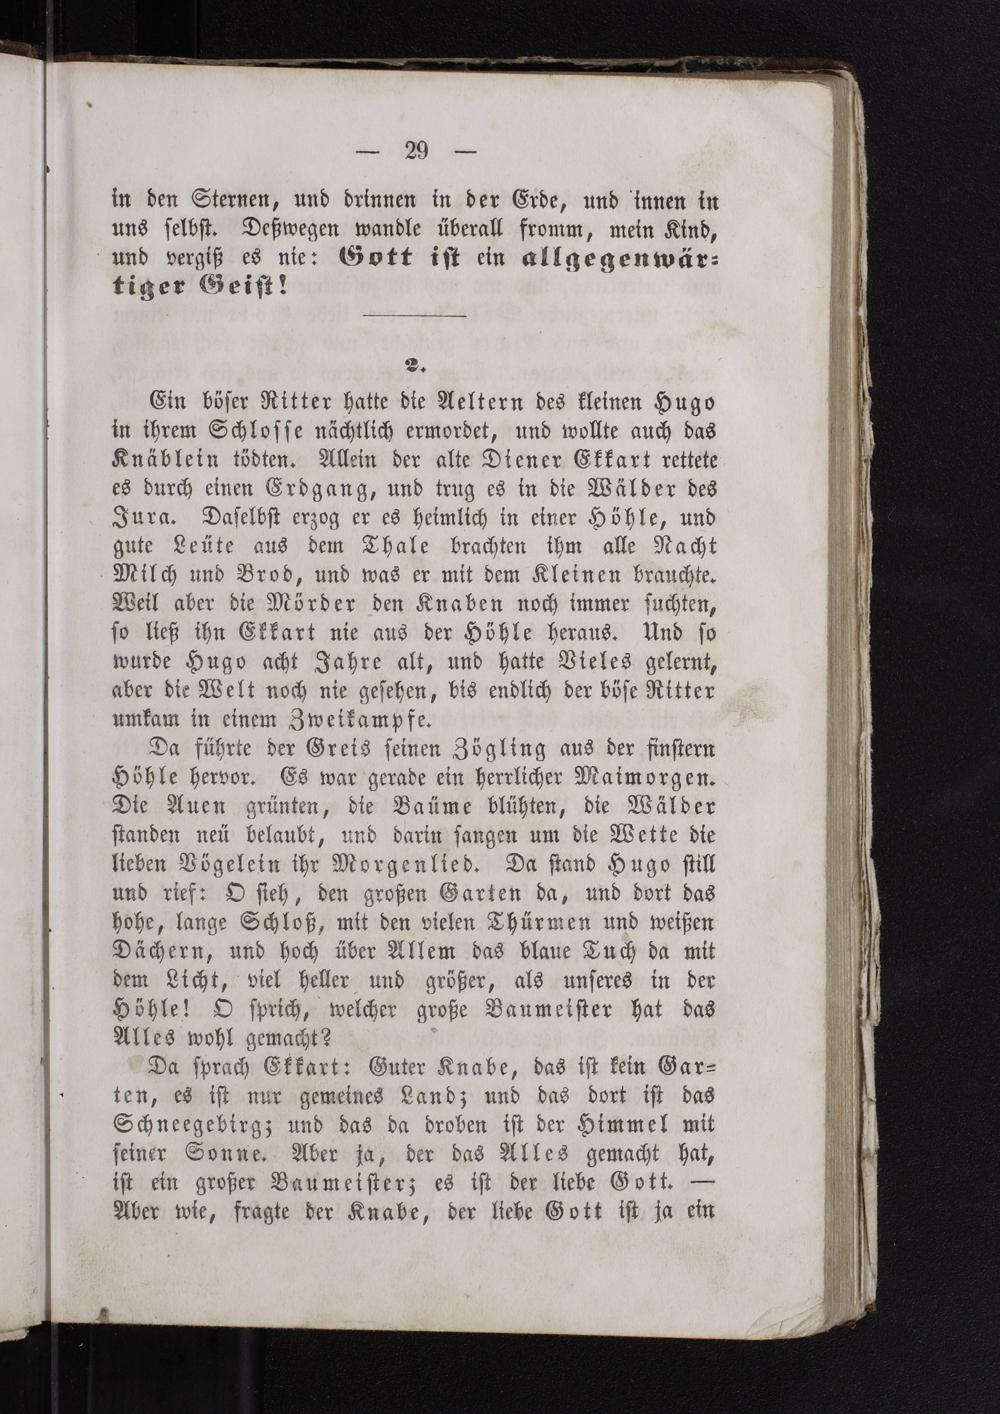 — 29 —
in den Sternen, und drinnen in der Erde, und innen in
uns selbst. Deßwegen wandle überall fromm, mein Kind,
und vergiß es nie: Gott ist ein allgegenwär-
tiger Geist!
2.
Ein böser Ritter hatte die Aeltern des kleinen Hugo
in ihrem Schlosse nächtlich ermordet, und wollte auch das
Knäblein tödten. Allein der alte Diener Ekkart rettete
es durch einen Erdgang, und trug es in die Wälder des
Jura. Daselbst erzog er es heimlich in einer Höhle, und
gute Leüte aus dem Thale brachten ihm alle Nacht
Milch und Brod, und was er mit dem Kleinen brauchte.
Weil aber die Mörder den Knaben noch immer suchten,
so ließ ihn Ekkart nie aus der Höhle heraus. Und so
wurde Hugo acht Jahre alt, und hatte Vieles gelernt,
aber die Welt noch nie gesehen, bis endlich der böse Ritter
umkam in einem Zweikampfe.
Da führte der Greis seinen Zögling aus der finstern
Höhle hervor. Es war gerade ein herrlicher Maimorgen.
Die Auen grünten, die Baüme blühten, die Wälder
standen neü belaubt, und darin sangen um die Wette die
lieben Vögelein ihr Morgenlied. Da stand Hugo still
und rief: O sieh, den großen Garten da, und dort das
hohe, lange Schloß, mit den vielen Thürmen und weißen
Dächern, und hoch über Allem das blaue Tuch da mit
dem Licht, viel heller und größer, als unseres in der
Höhle! O sprich, welcher große Baumeister hat das
Alles wohl gemacht?
Da sprach Ekkart: Guter Knabe, das ist kein Gar-
ten, es ist nur gemeines Land; und das dort ist das
Schneegebirg; und das da droben ist der Himmel mit
seiner Sonne. Aber ja, der das Alles gemacht hat,
ist ein großer Baumeister; es ist der liebe Gott. —
Aber wie, fragte der Knabe, der liebe Gott ist ja ein